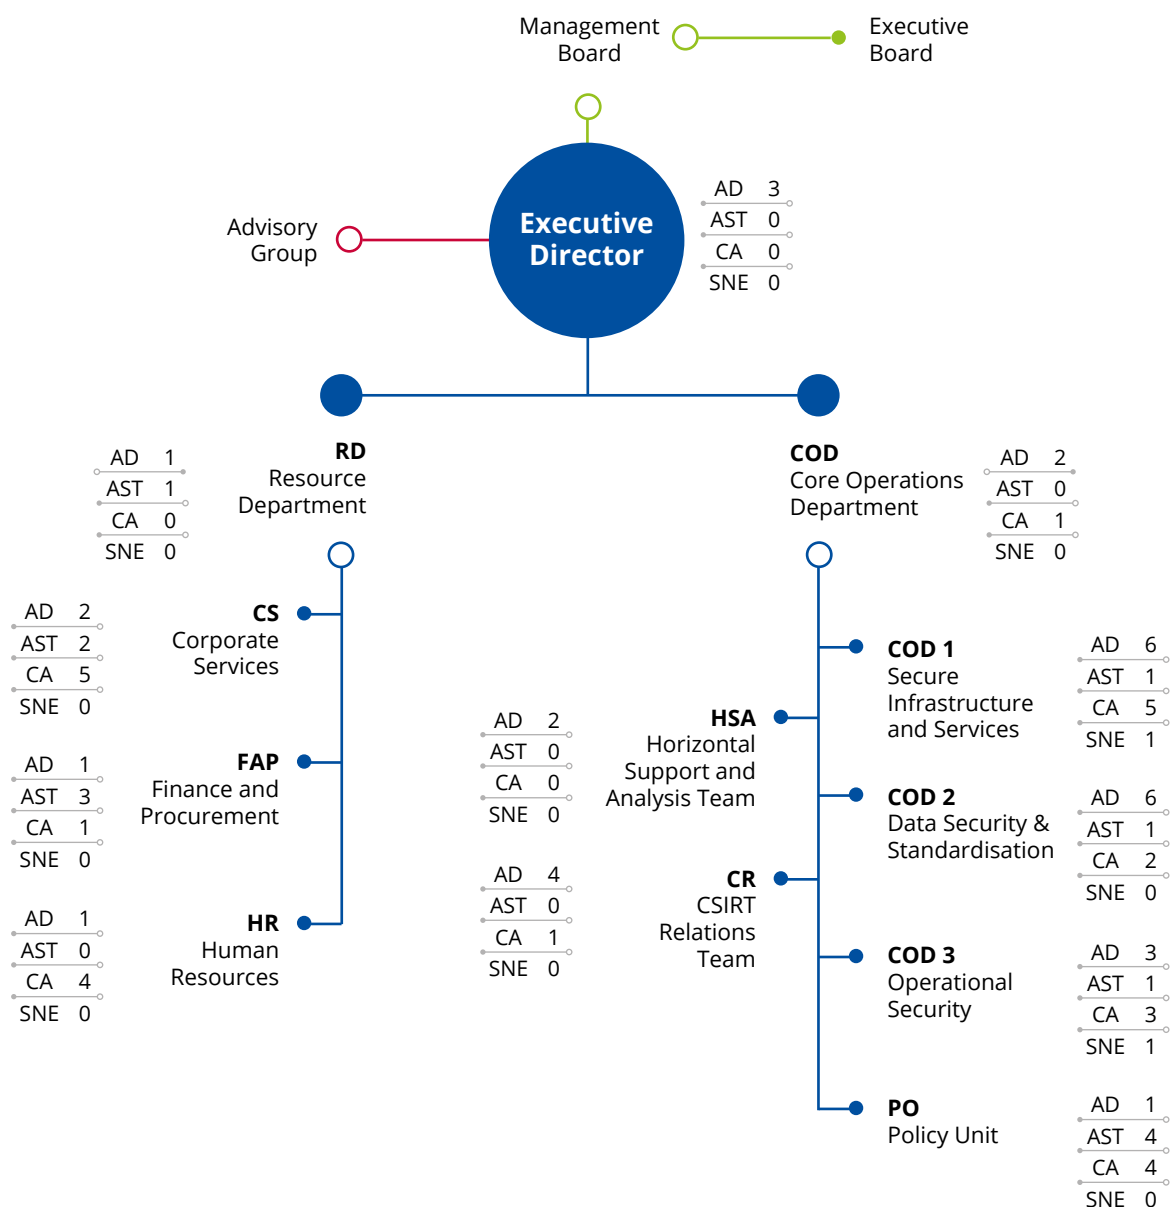 Management
Board
Executive
Board
Executive
Director
AD 3
AST 0
CA 0
SNE 0
Advisory
Group
RD
Resource
Department
AD 1
AST 1
CA 0
SNE 0
COD
Core Operations
Department
AD 2
AST 0
CA 1
SNE 0
CS
Corporate
Services
AD 2
AST 2
CA 5
SNE 0
FAP
Finance and
Procurement
AD 1
AST 3
CA 1
SNE 0
HR
Human
Resources
AD 1
AST 0
CA 4
SNE 0
HSA
Horizontal
Support and
Analysis Team
AD 2
AST 0
CA 0
SNE 0
CR
CSIRT
Relations
Team
AD 4
AST 0
CA 1
SNE 0
COD 1
Secure
Infrastructure
and Services
AD 6
AST 1
CA 5
SNE 1
COD 2
Data Security &
Standardisation
AD 6
AST 1
CA 2
SNE 0
COD 3
Operational
Security
AD 3
AST 1
CA 3
SNE 1
PO
Policy Unit
AD 1
AST 4
CA 4
SNE 0